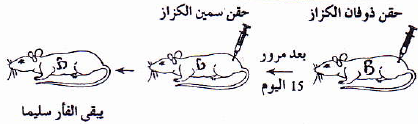 حقن ذوفان الكزاز
حقن سمين الكزاز
بعد مرور
15 اليوم
B
B
يبقى الفأر سليما